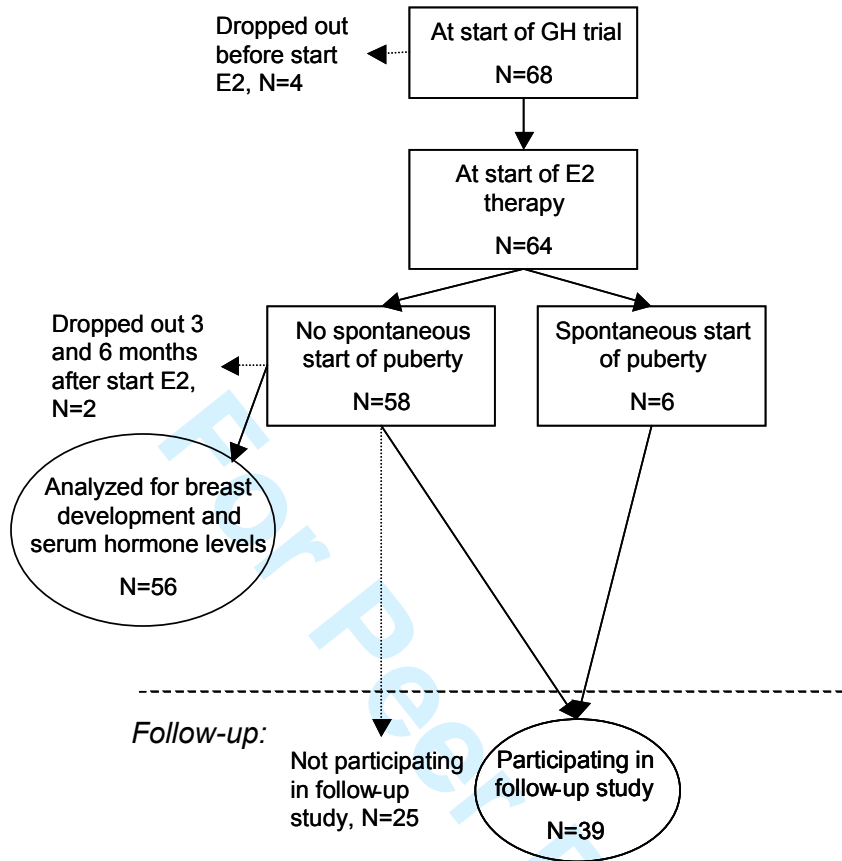 Dropped out
before start
E2, N=4
At start of GH trial
N=68
At start of E2
therapy
N=64
Dropped out 3
and 6 months
after start E2,
N=2
No spontaneous
start of puberty
N=58
Spontaneous start
of puberty
N=6
Analyzed for breast
development and
serum hormone levels
N=56
Follow-up:
Not participating
in follow-up
study, N=25
Participating in
follow-up study
N=39
For Peer